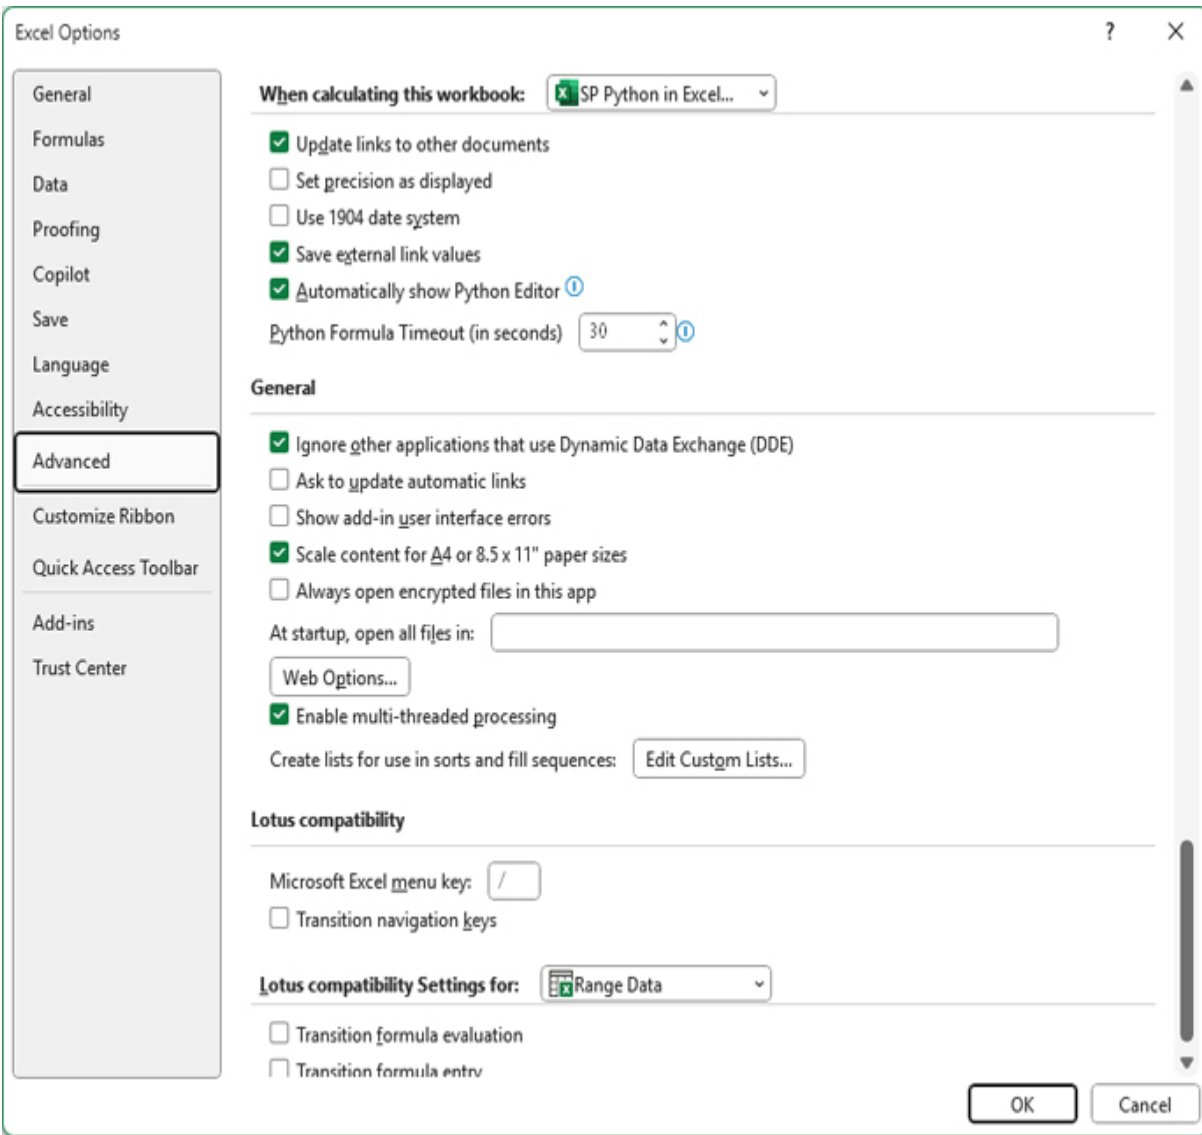 Excel Options
?
General
Formulas
Data
Proofing
Copilot
Save
Language
Accessibility
Advanced
Customize Ribbon
Quick Access Toolbar
Add-ins
Trust Center
When calculating this workbook: SP Python in Excel...
Update links to other documents
Set precision as displayed
Use 1904 date system
Save external link values
Automatically show Python Editor
Python Formula Timeout (in seconds) 30
General
Ignore other applications that use Dynamic Data Exchange (DDE)
Ask to update automatic links
Show add-in user interface errors
Scale content for A4 or 8.5 x 11" paper sizes
Always open encrypted files in this app
At startup, open all files in:
Web Options...
Enable multi-threaded processing
Create lists for use in sorts and fill sequences: Edit Custom Lists...
Lotus compatibility
Microsoft Excel menu key: /
Transition navigation keys
Lotus compatibility Settings for: Range Data
Transition formula evaluation
Transition formula entry
OK Cancel